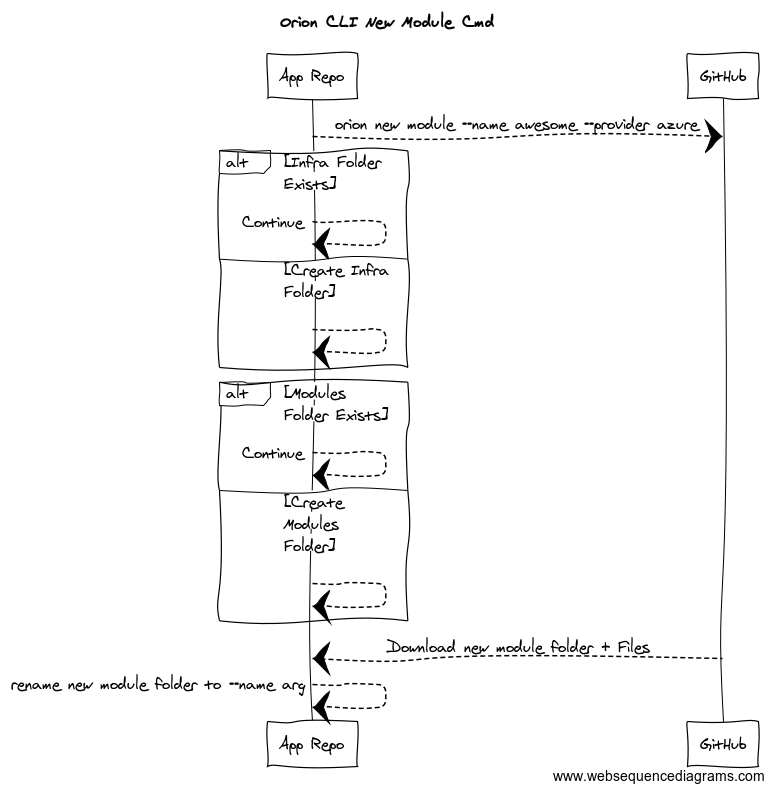 Orion CLI New Module Cmd
App Repo
GitHub
orion new module --name awesome --provider azure
alt
[Infra Folder
Exists]
Continue
[Create Infra
Folder]
alt
[Modules
Folder Exists]
Continue
[Create
Modules
Folder]
Download new module folder + Files
rename new module folder to --name arg
App Repo
GitHub
www.websequencediagrams.com